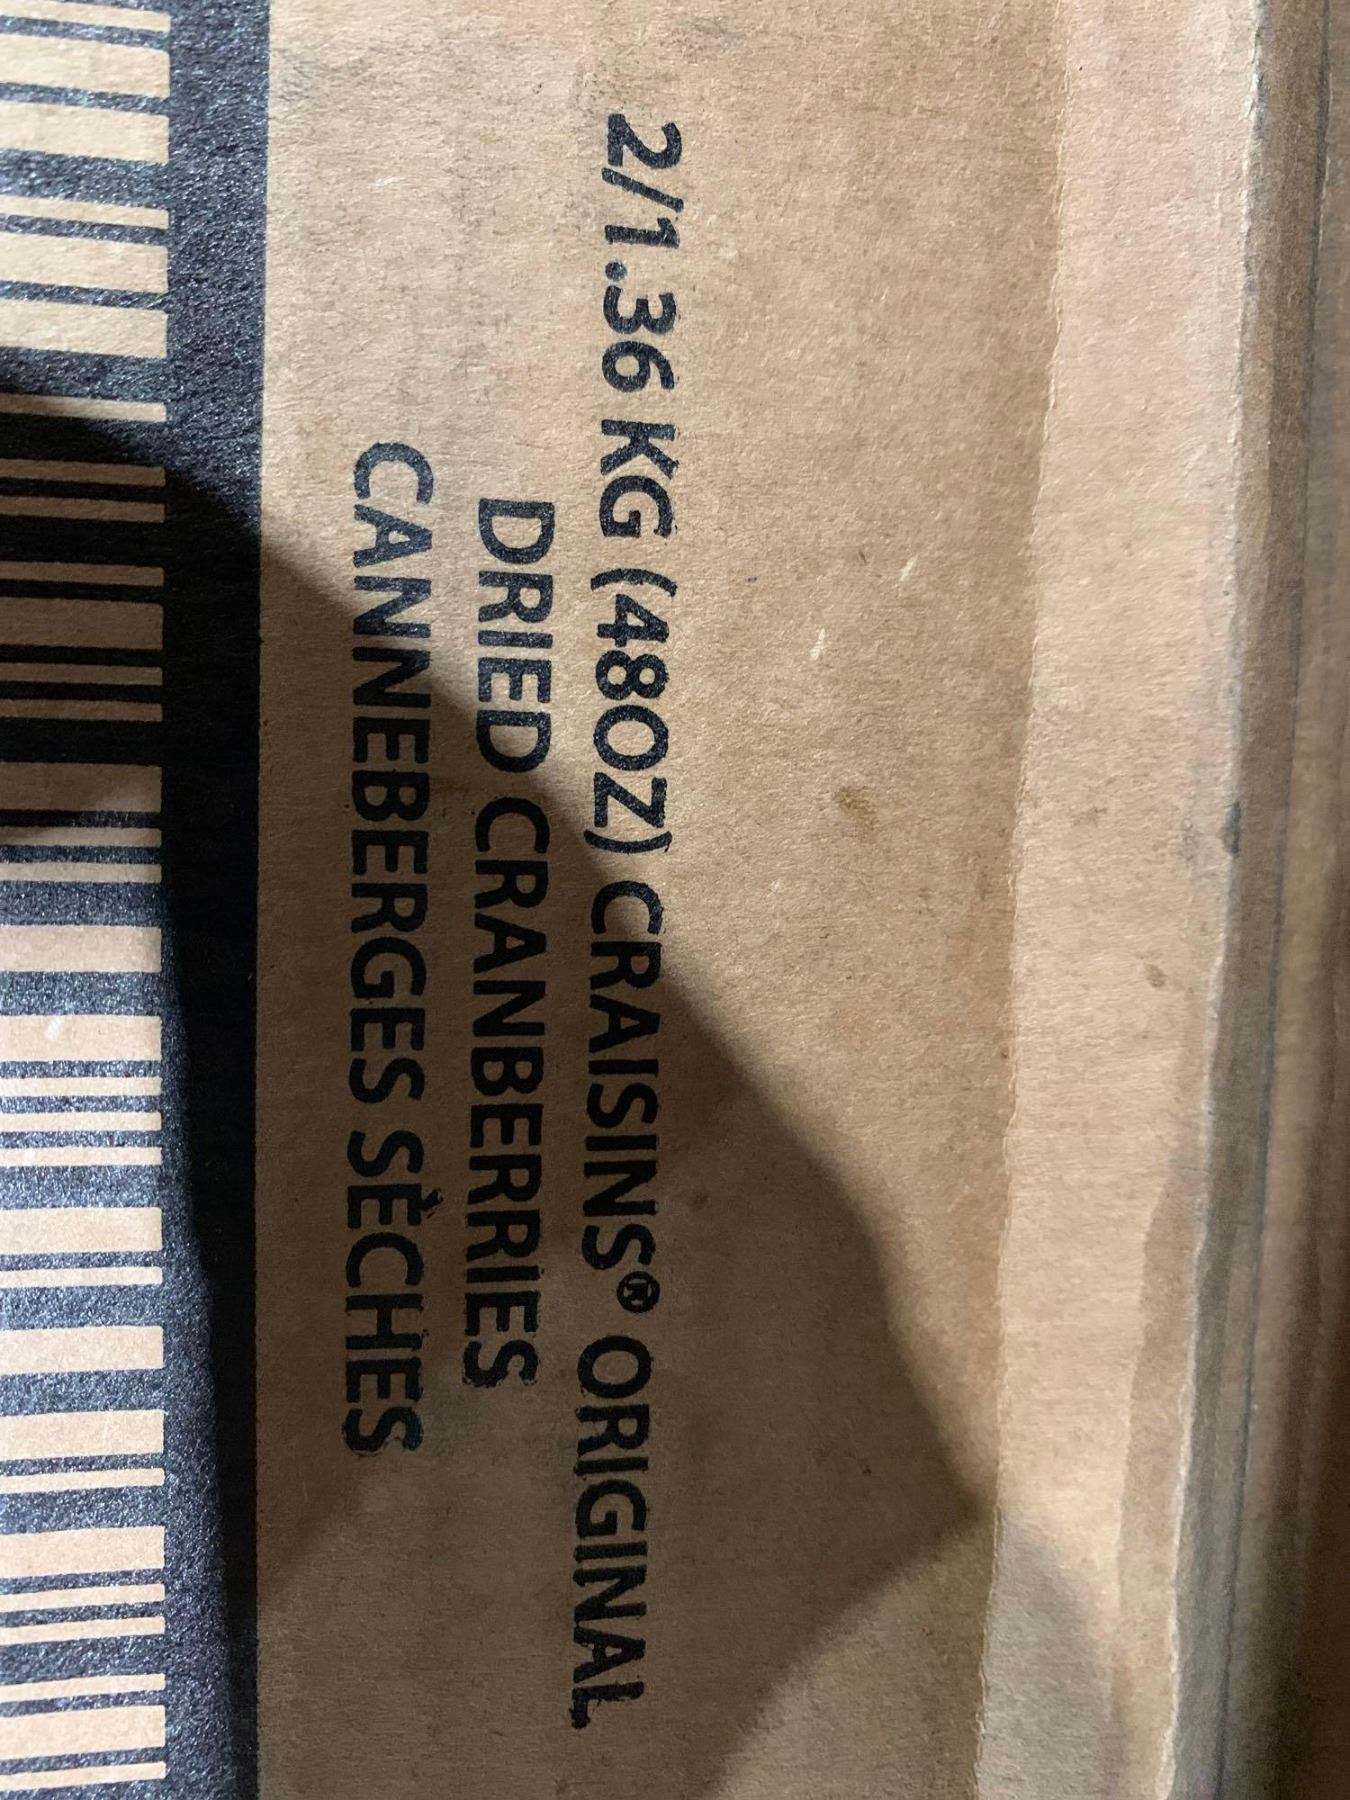 2/1.36 KG (48OZ) CRAISINS® ORIGINAL
DRIED CRANBERRIES
CANNEBERGES SÈCHES